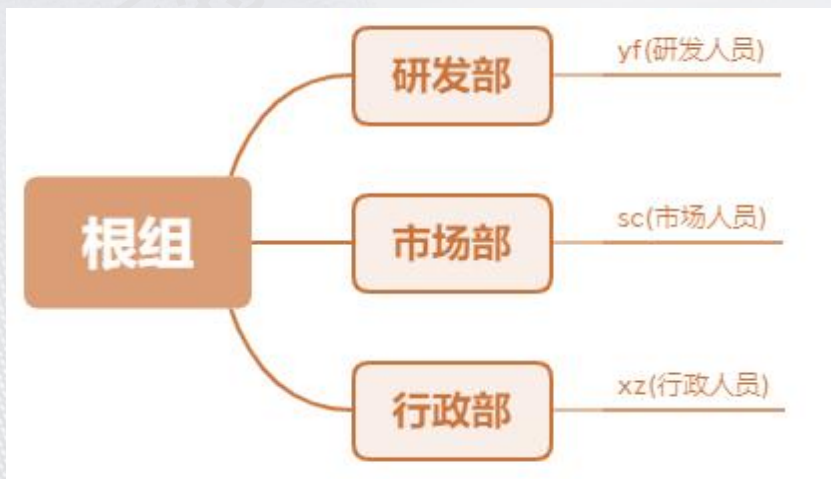 研发部
yf(研发人员)
根组
市场部
sc(市场人员)
行政部
xz(行政人员)